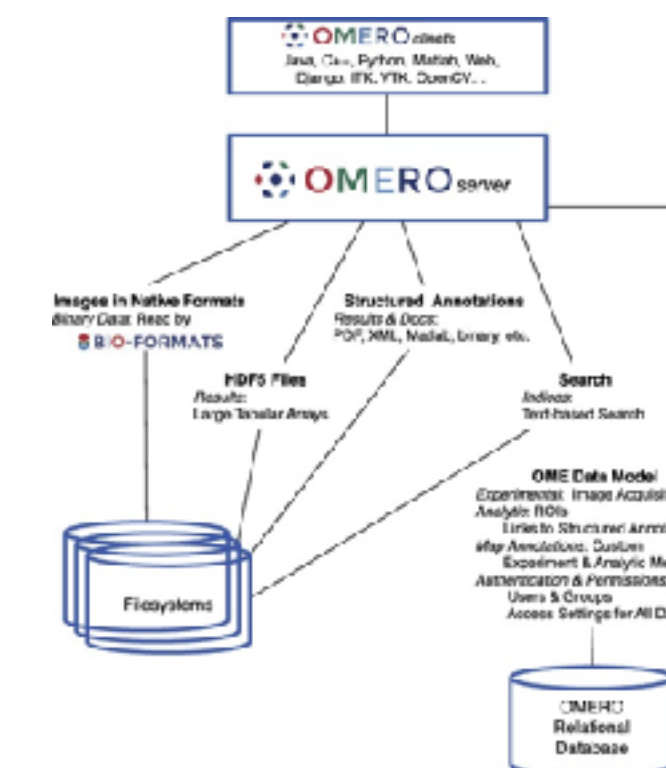 OMERO clients
Java, C++, Python, Matlab, Web,
Django, ITK, VTK, OpenCV...
OMERO server
Images in Native Formats
Binary Data: Read by
BIO-FORMATS
Structured Annotations
Results & Docs:
PDF, XML, Matlab, binary, etc.
HDF5 Files
Results:
Large Tabular Arrays
Search
Indices:
Text-based Search
OME Data Model
Experimental: Image
Analytic: ROIs
Links to Structured
Map Annotations: Custom
Experiment & Analytic
Authentication & Permissions
Users & Groups
Access Settings for All
Filesystems
OMERO
Relational
Database